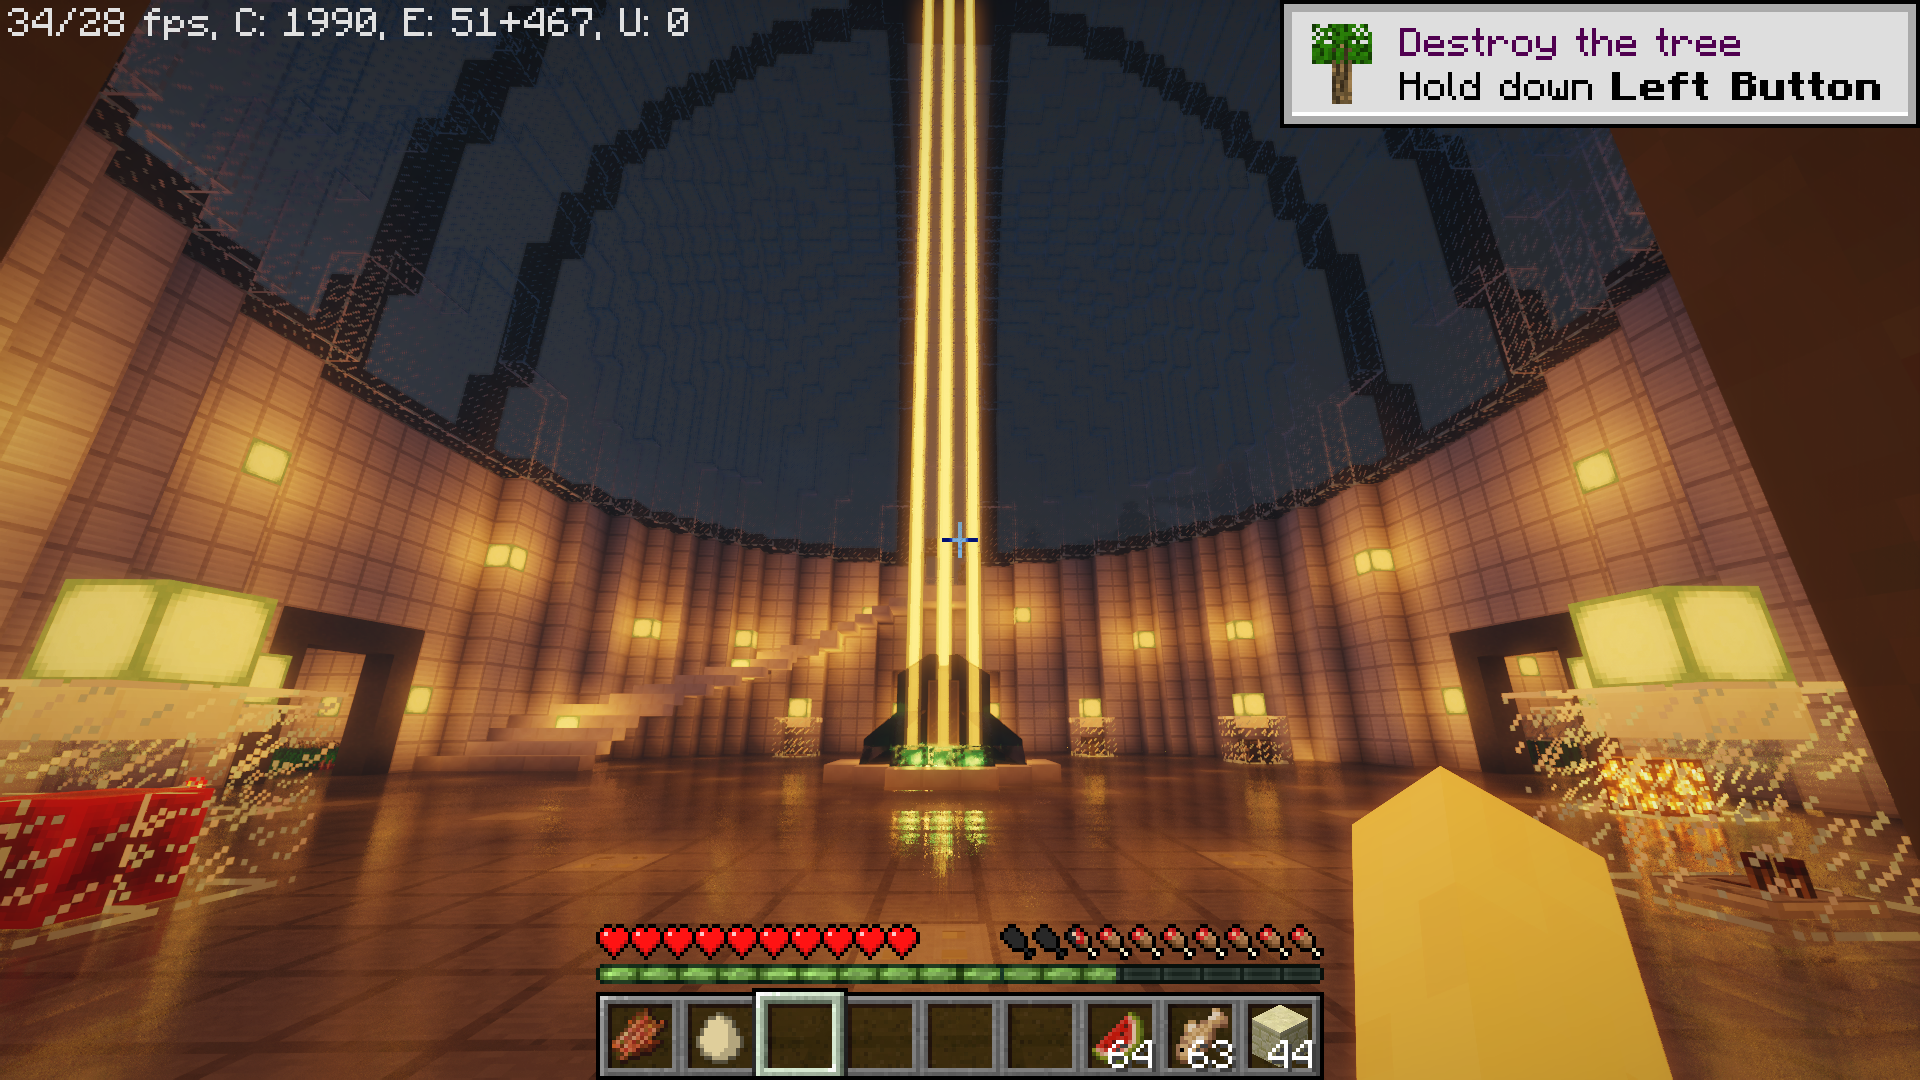 34/28 fps, C: 1990, E: 51+467, U: 0
Destroy the tree
Hold down Left Button
64 63 44